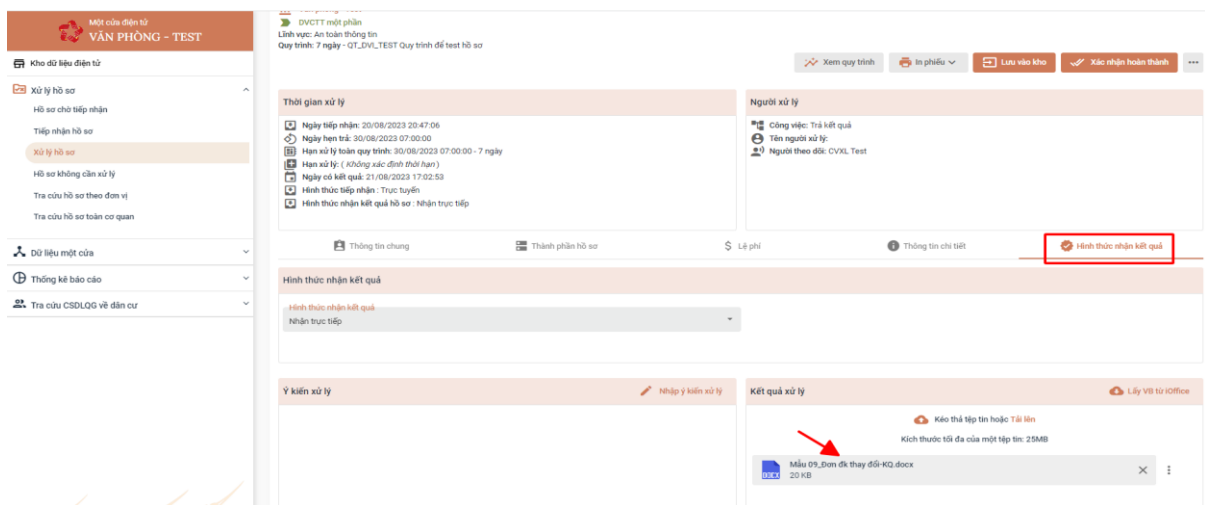 Một cửa điện tử
VĂN PHÒNG - TEST
Kho dữ liệu điện tử
Xử lý hồ sơ
Hồ sơ chờ tiếp nhận
Tiếp nhận hồ sơ
Xử lý hồ sơ
Hồ sơ không cần xử lý
Tra cứu hồ sơ theo đơn vị
Tra cứu hồ sơ toàn cơ quan
Dữ liệu một cửa
Thống kê báo cáo
Tra cứu CSDLQG về dân cư
DVCTT một phần
Lĩnh vực: An toàn thông tin
Quy trình: 7 ngày - QT_DVI_TEST Quy trình để test hồ sơ
Xem quy trình
In phiếu
Lưu vào kho
Xác nhận hoàn thành
Thời gian xử lý
Ngày tiếp nhận: 20/08/2023 20:47:06
Ngày hẹn trả: 30/08/2023 07:00:00
Hạn xử lý toàn quy trình: 30/08/2023 07:00:00 - 7 ngày
Hạn xử lý: ( Không xác định thời hạn )
Ngày có kết quả: 21/08/2023 17:02:53
Hình thức tiếp nhận : Trực tuyến
Hình thức nhận kết quả hồ sơ : Nhận trực tiếp
Người xử lý
Công việc: Trả kết quả
Tên người xử lý:
Người theo dõi: CVXL Test
Thông tin chung
Thành phần hồ sơ
$ Lệ phí
Thông tin chi tiết
Hình thức nhận kết quả
Hình thức nhận kết quả
Hình thức nhận kết quả
Nhận trực tiếp
Ý kiến xử lý
Nhập ý kiến xử lý
Kết quả xử lý
Lấy VB từ iOffice
Kéo thả tệp tin hoặc Tải lên
Kích thước tối đa của một tệp tin: 25MB
DOCX
Mẫu 09_Đơn đk thay đổi-KQ.docx
20 KB